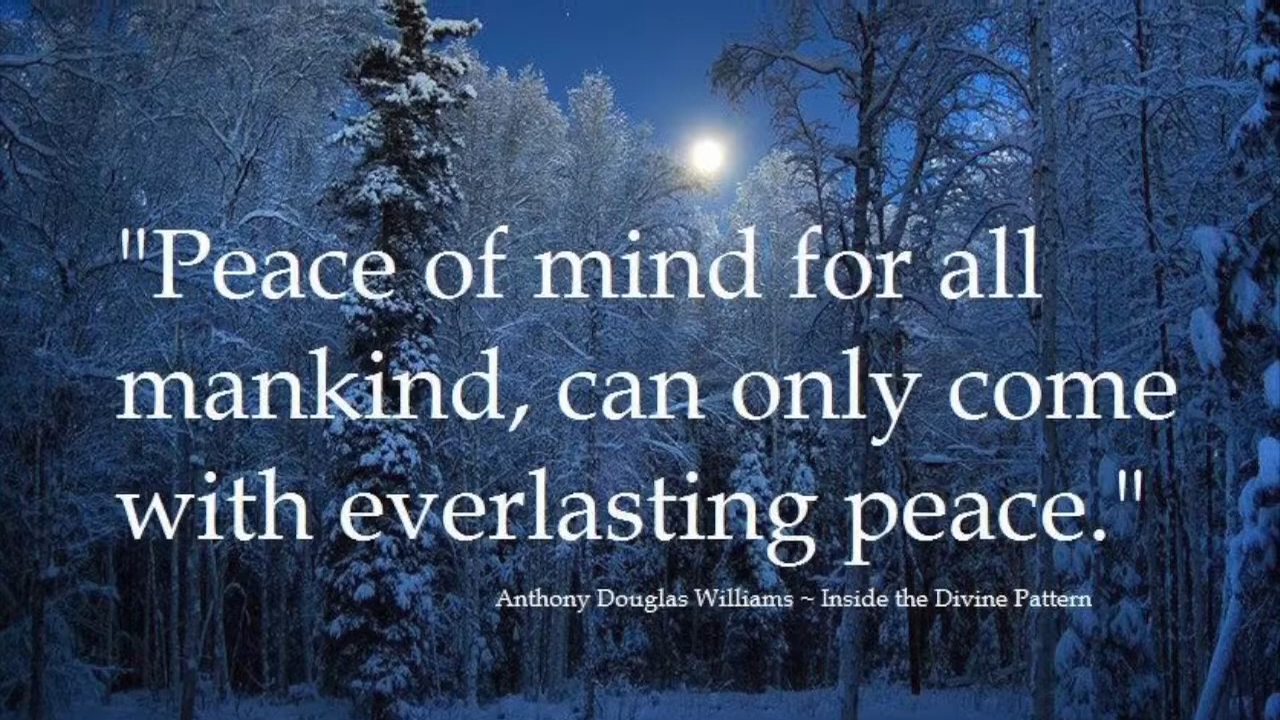 "Peace of mind for all
mankind, can only come
with everlasting peace."
Anthony Douglas Williams ~ Inside the Divine Pattern